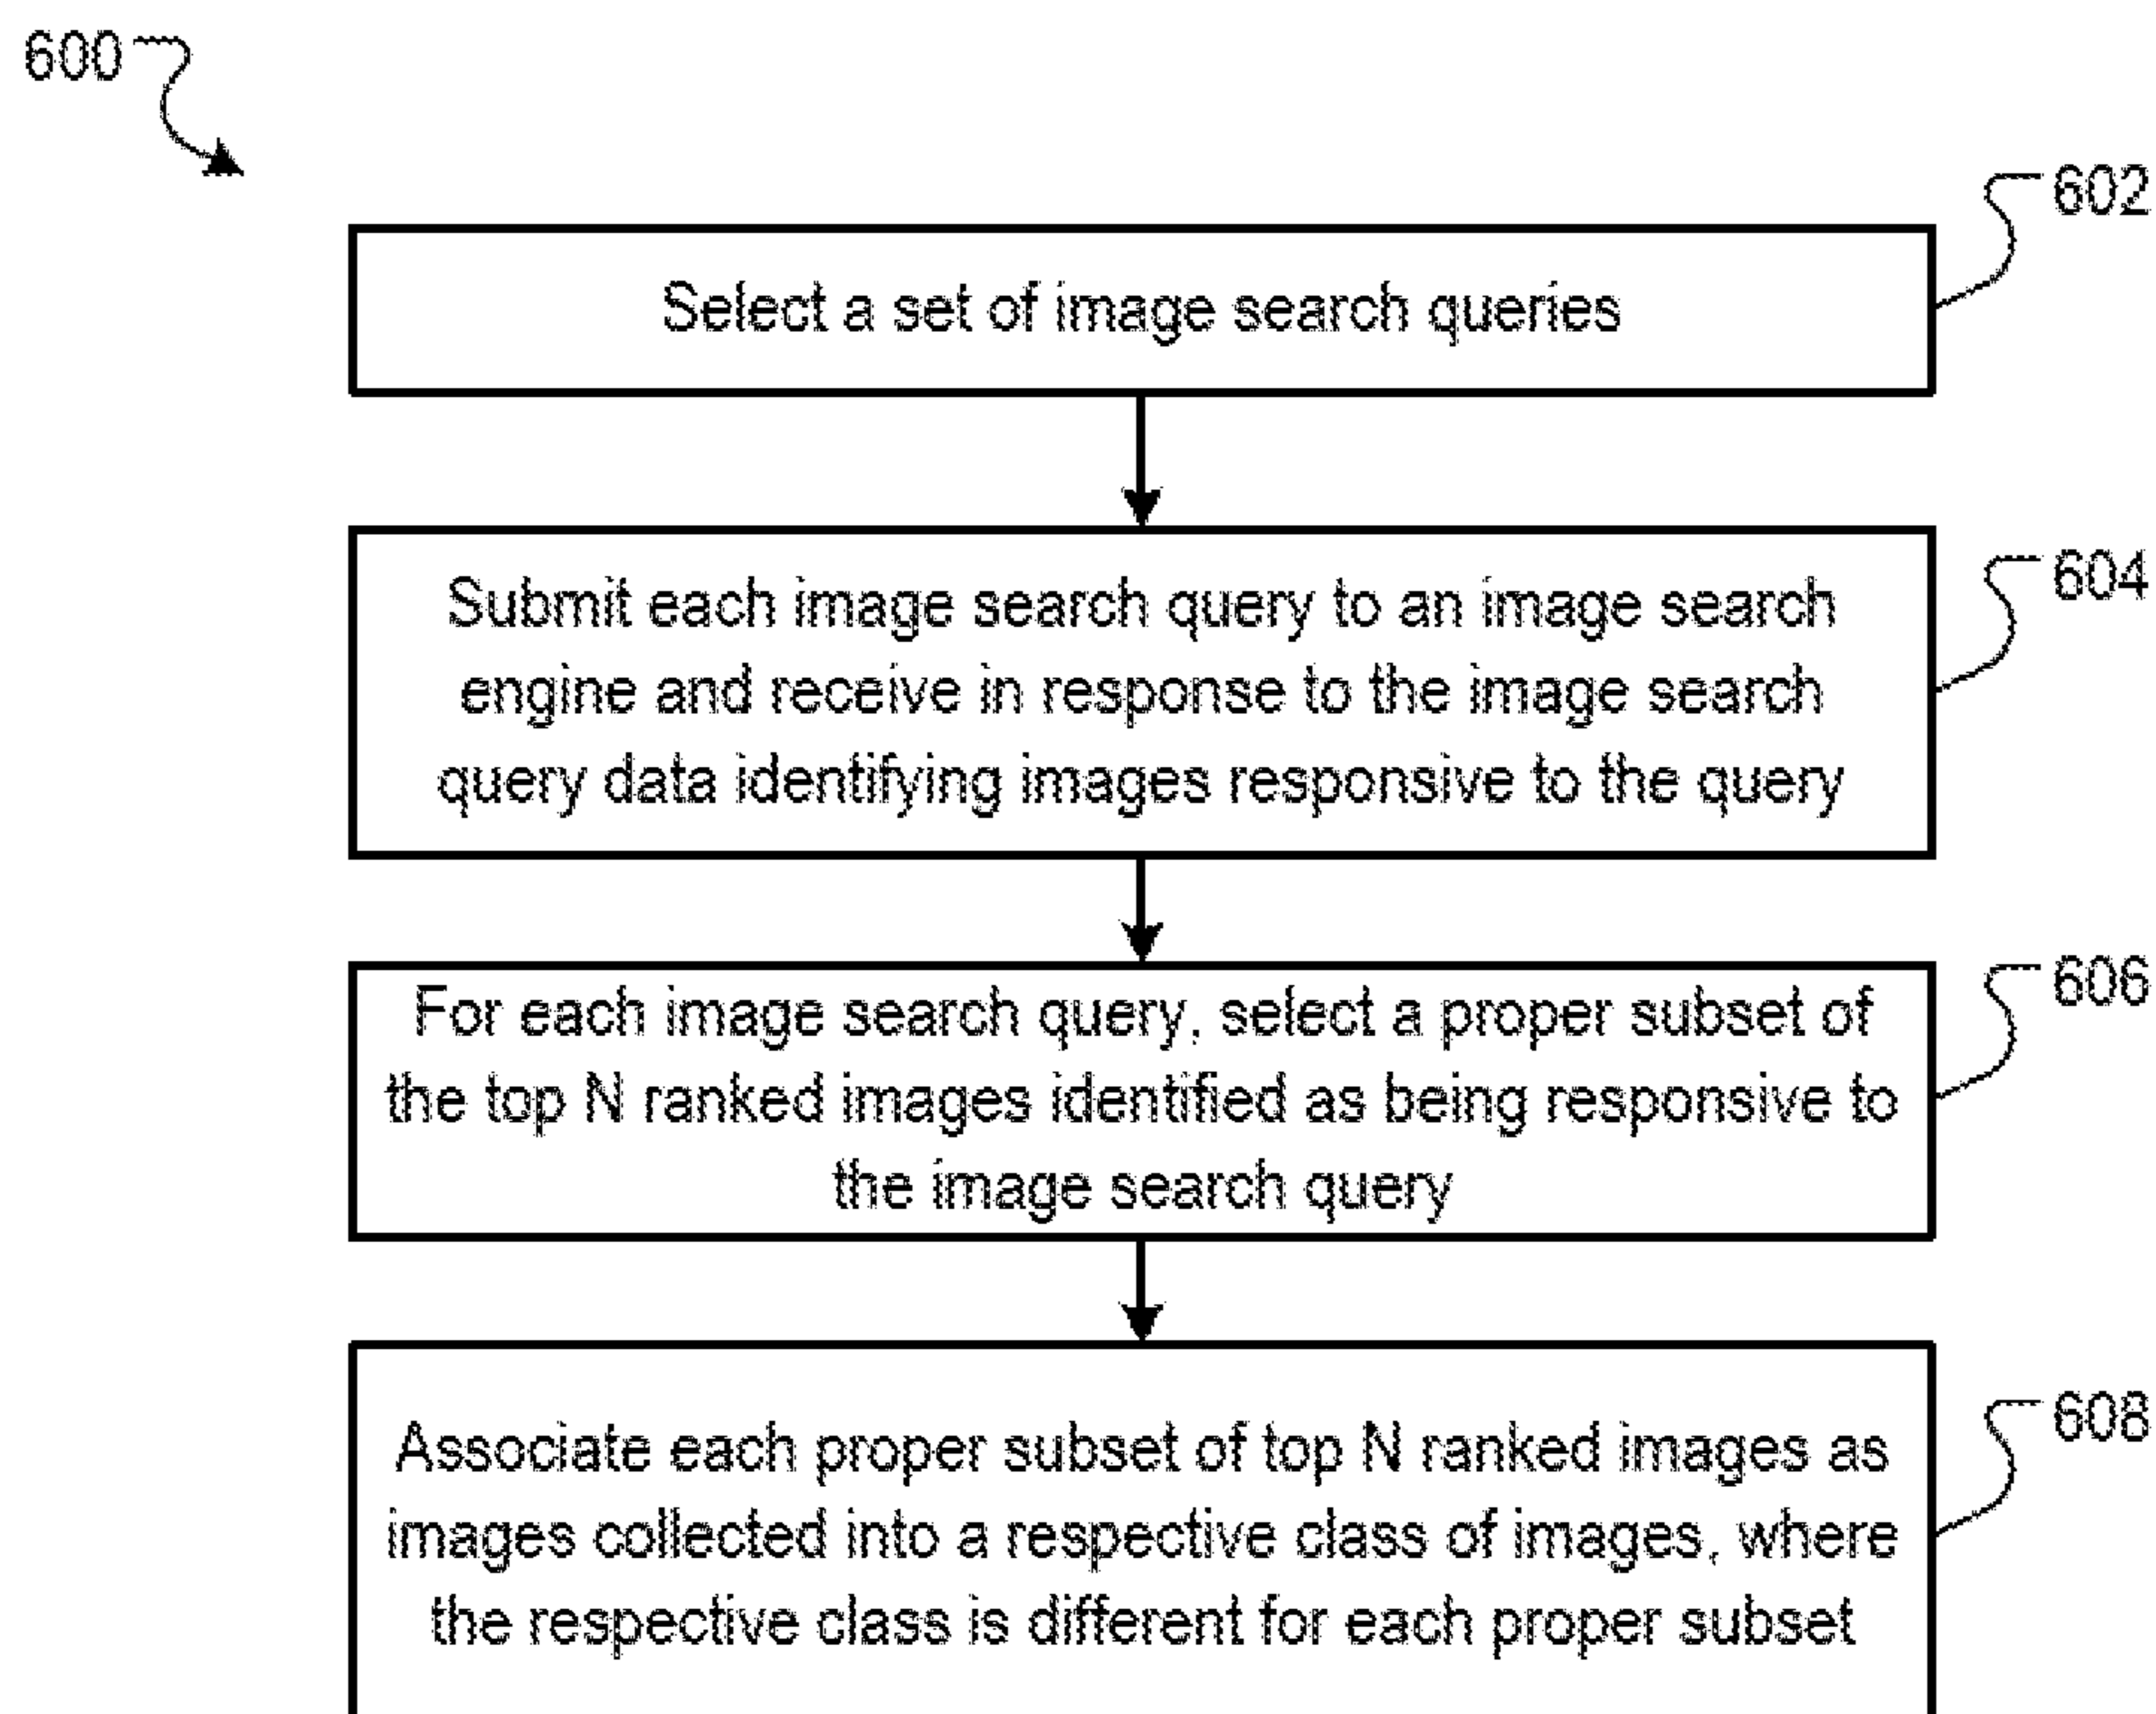 600
602
Select a set of image search queries
604
Submit each image search query to an image search
engine and receive in response to the image search
query data identifying images responsive to the query
606
For each image search query, select a proper subset of
the top N ranked images identified as being responsive to
the image search query
608
Associate each proper subset of top N ranked images as
images collected into a respective class of images, where
the respective class is different for each proper subset